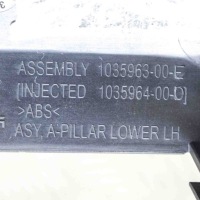 ASSEMBLY 1035963-00-E
[INJECTED 1035964-00-D]
>ABS<
ASY, A-PILLAR LOWER LH